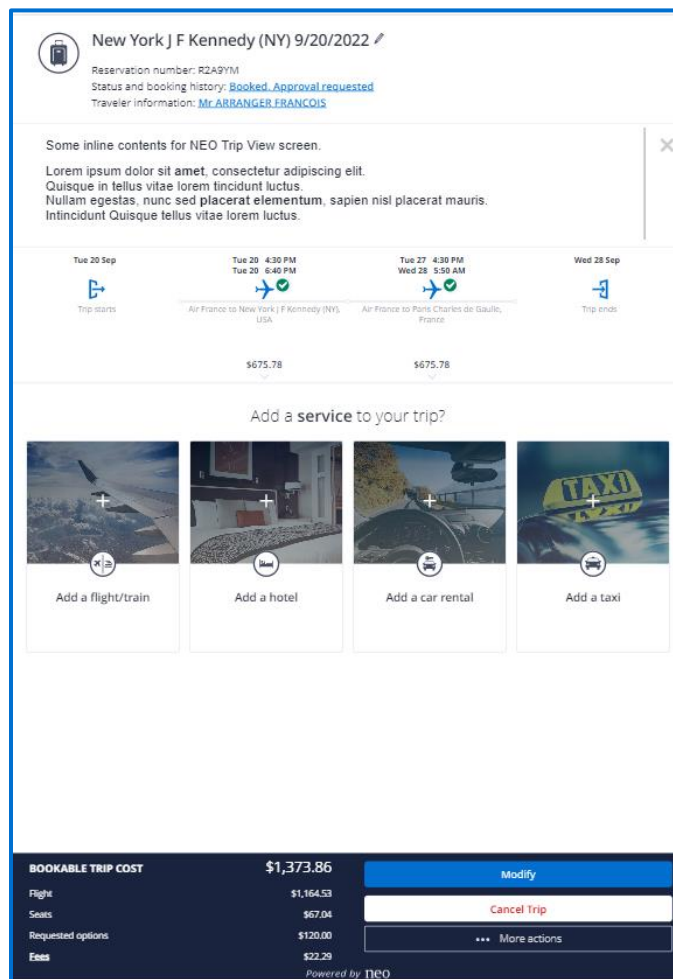 New York J F Kennedy (NY) 9/20/2022
Reservation number: R2A9YM
Status and booking history: Booked, Approval requested
Traveler information: Mr ARRANGER FRANCOIS
Some inline contents for NEO Trip View screen.
Lorem ipsum dolor sit amet, consectetur adipiscing elit.
Quisque in tellus vitae lorem tincidunt luctus.
Nullam egestas, nunc sed placerat elementum, sapien nisl placerat mauris.
Intincidunt Quisque tellus vitae lorem luctus.
Tue 20 Sep
Trip starts
Tue 20 4:30 PM
Tue 20 6:40 PM
Air France to New York J F Kennedy (NY),
USA
$675.78
Tue 27 4:30 PM
Wed 28 5:50 AM
Air France to Paris Charles de Gaulle,
France
$675.78
Wed 28 Sep
Trip ends
Add a service to your trip?
Add a flight/train
Add a hotel
Add a car rental
TAXI
Add a taxi
BOOKABLE TRIP COST $1,373.86
Flight $1,164.53
Seats $67.04
Requested options $120.00
Fees $22.29
Modify
Cancel Trip
••• More actions
Powered by neo